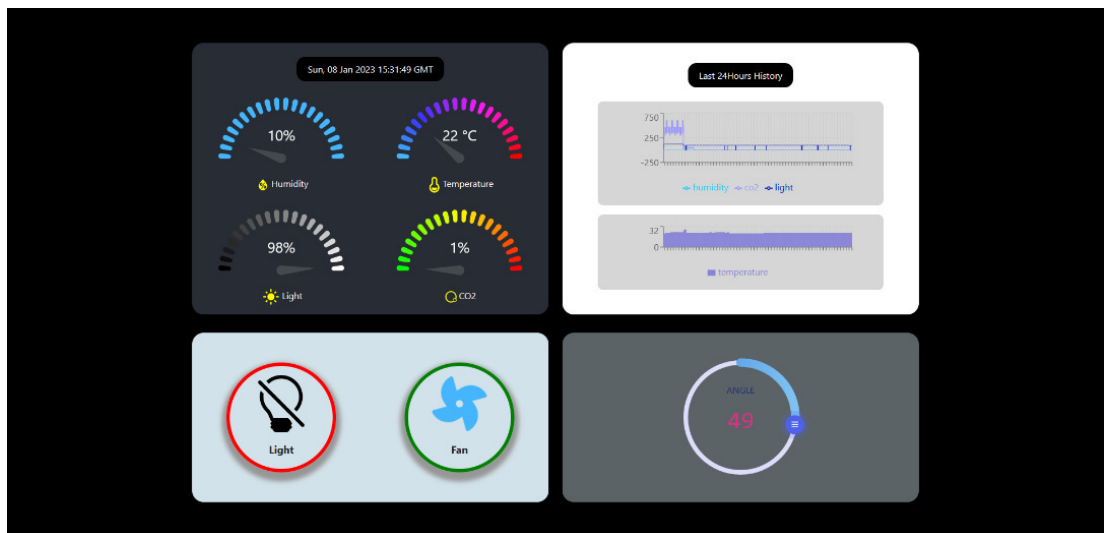 Sun, 08 Jan 2023 15:31:49 GMT
10%
Humidity
22 °C
Temperature
98%
Light
1%
CO2
Last 24Hours History
750
250
-250
humidity co2 light
32
0
temperature
Light
Fan
ANGLE
49